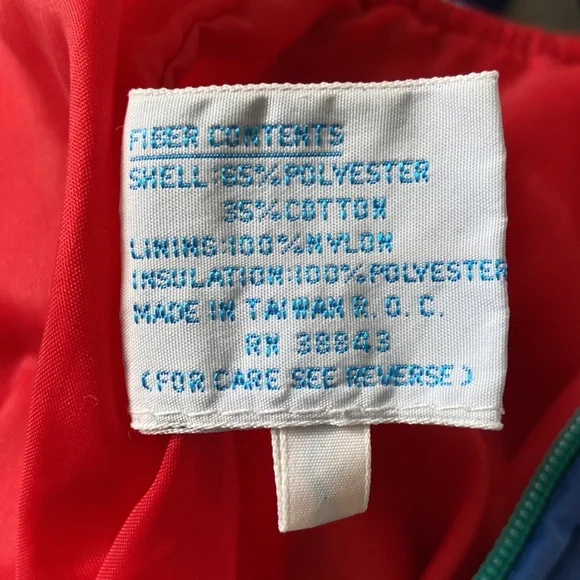 FIBER CONTENTS
SHELL:65%POLYESTER
35%COTTON
LINING:100%NYLON
INSULATION:100%POLYESTER
MADE IN TAIWAN R.O.C.
RN 38843
(FOR CARE SEE REVERSE)